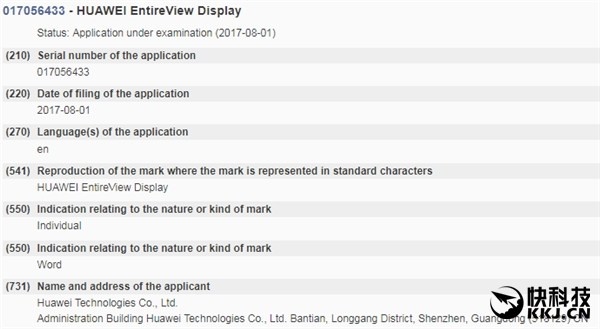 017056433 - HUAWEI EntireView Display
Status: Application under examination (2017-08-01)
(210) Serial number of the application
017056433
(220) Date of filing of the application
2017-08-01
(270) Language(s) of the application
en
(541) Reproduction of the mark where the mark is represented in standard characters
HUAWEI EntireView Display
(550) Indication relating to the nature or kind of mark
Individual
(550) Indication relating to the nature or kind of mark
Word
(731) Name and address of the applicant
Huawei Technologies Co., Ltd.
Administration Building Huawei Technologies Co., Ltd. Bantian, Longgang District, Shenzhen, Guangdong (518129) CN
快科技
KKJ.CN